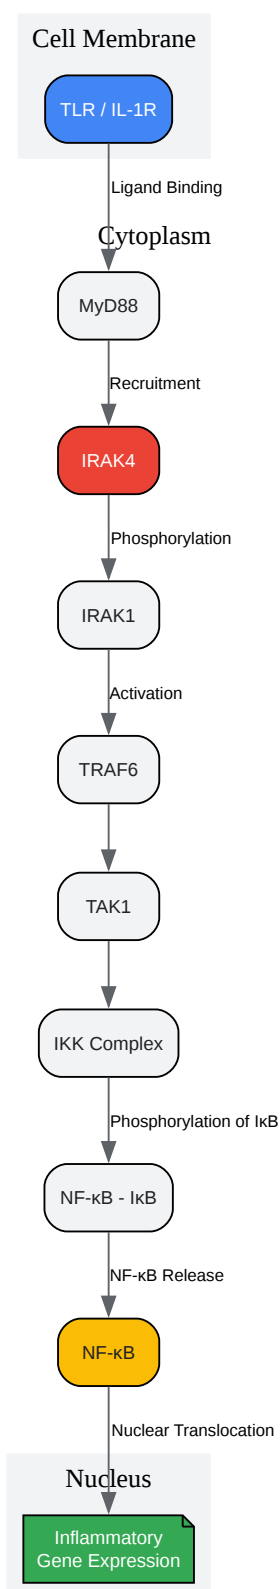 Cell Membrane
TLR / IL-1R
Ligand Binding
Cytoplasm
MyD88
Recruitment
IRAK4
Phosphorylation
IRAK1
Activation
TRAF6
TAK1
IKK Complex
Phosphorylation of IκB
NF-κB - IκB
NF-κB Release
NF-κB
Nuclear Translocation
Nucleus
Inflammatory
Gene Expression